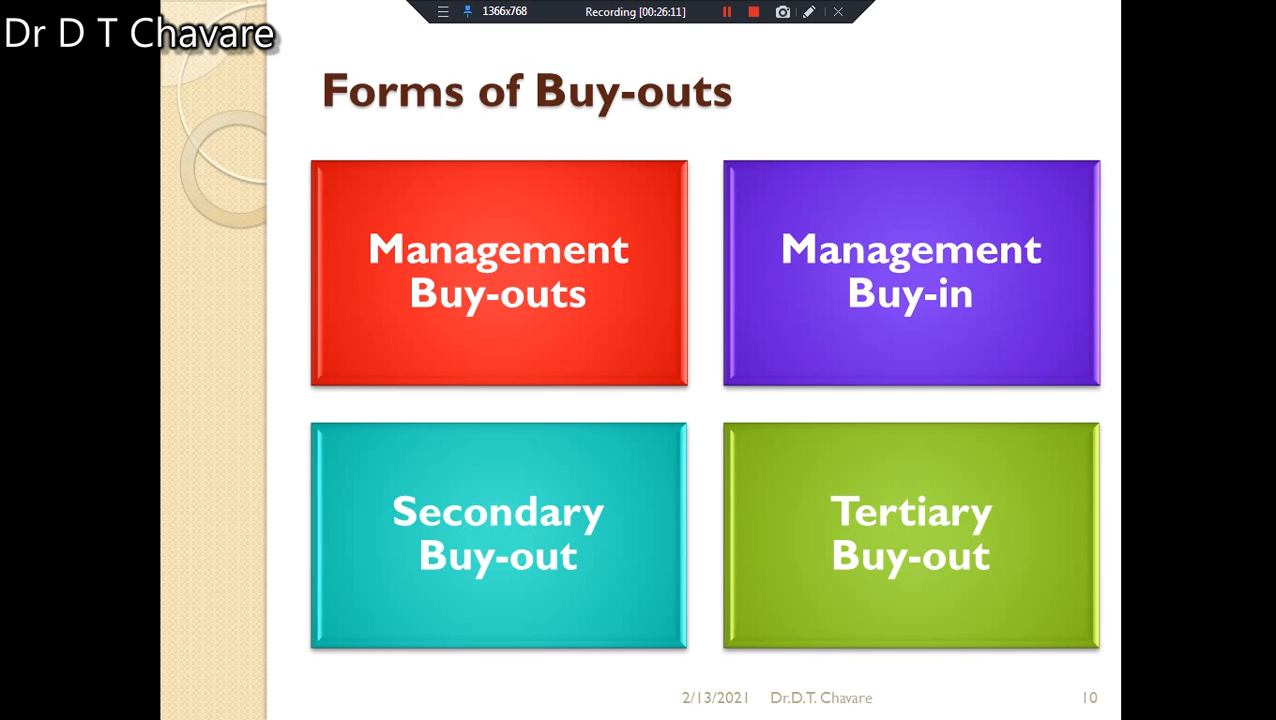 1366x768 Recording [00:26:11]
Dr D T Chavare
Forms of Buy-outs
Management
Buy-outs
Management
Buy-in
Secondary
Buy-out
Tertiary
Buy-out
2/13/2021 Dr.D.T. Chavare 10